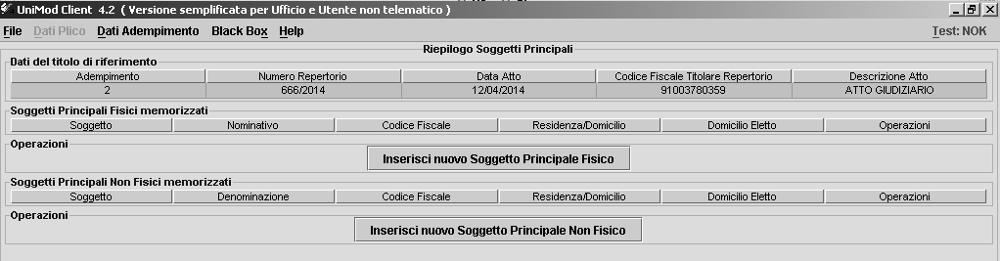 UniMod Client 4.2 ( Versione semplificata per Ufficio e Utente non telematico )
File Dati Plico Dati Adempimento Black Box Help Test: NOK
Riepilogo Soggetti Principali
Dati del titolo di riferimento
Adempimento Numero Repertorio Data Atto Codice Fiscale Titolare Repertorio Descrizione Atto
2 666/2014 12/04/2014 91003780359 ATTO GIUDIZIARIO
Soggetti Principali Fisici memorizzati
Soggetto Nominativo Codice Fiscale Residenza/Domicilio Domicilio Eletto Operazioni
Operazioni
Inserisci nuovo Soggetto Principale Fisico
Soggetti Principali Non Fisici memorizzati
Soggetto Denominazione Codice Fiscale Residenza/Domicilio Domicilio Eletto Operazioni
Operazioni
Inserisci nuovo Soggetto Principale Non Fisico